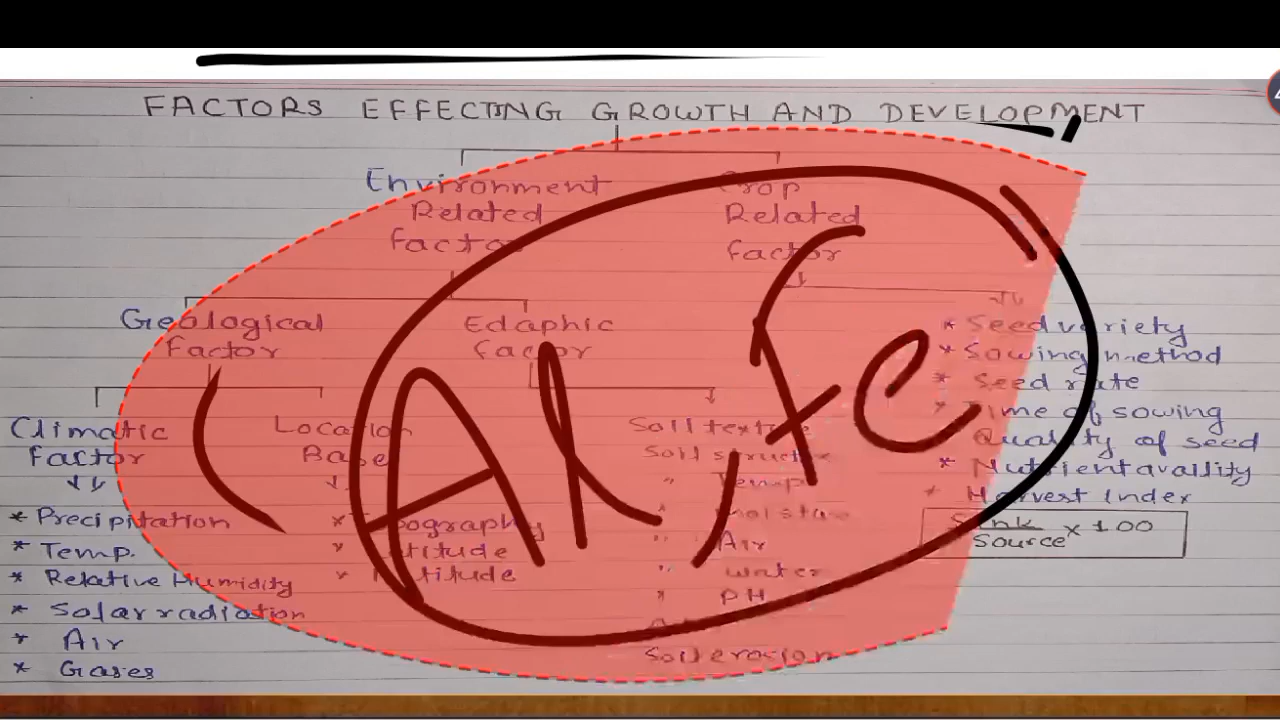 FACTORS EFFECTING GROWTH AND DEVELOPMENT
Environment
Related
factor
Crop
Related
factor
Geological
Factor
Edaphic
factor
Climatic
factor
* Precipitation
* Temp.
* Relative Humidity
* Solar radiation
* Air
* Gases
Location
Base
* Topography
* Altitude
* Latitude
Soil texture
Soil structure
" Temp
" moisture
" Air
" water
" PH
Soil erosion
* Seed variety
* Sowing method
* Seed rate
* Time of sowing
Quality of seed
* Nutrient availity
* Harvest Index
Sink
Source × 100
Al, Fe